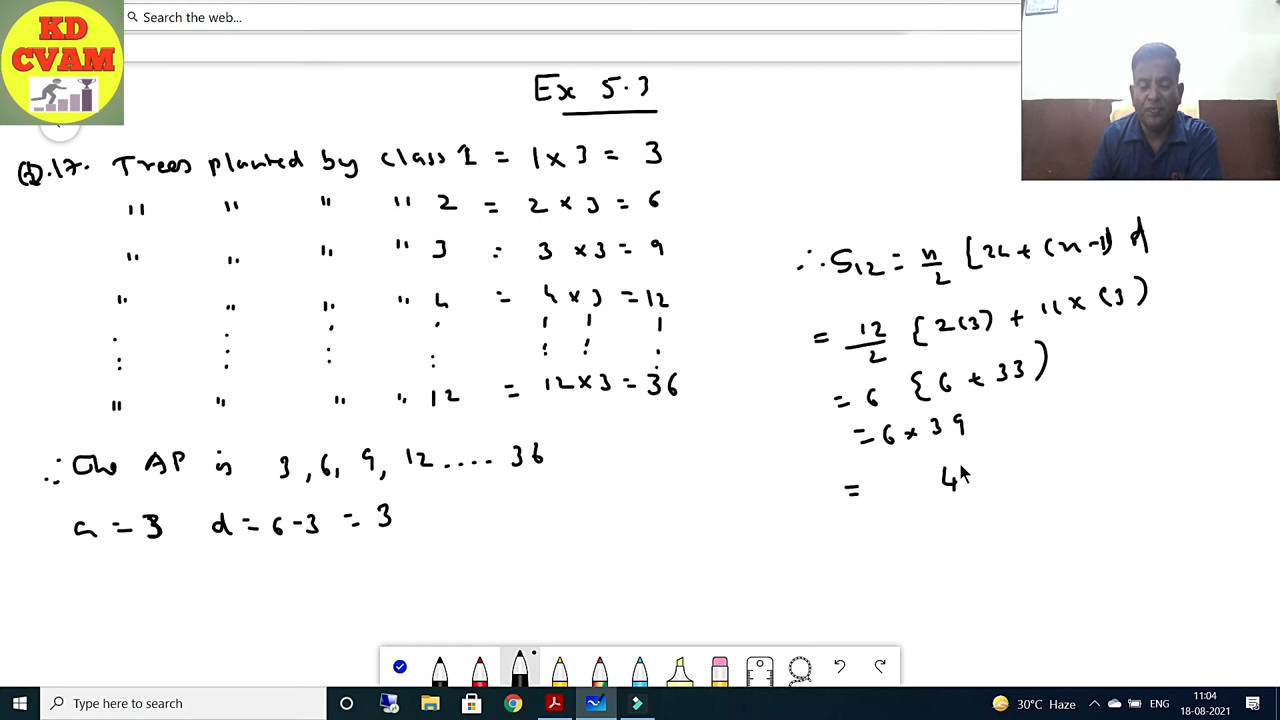 Search the web...
KD
CVAM
Ex 5.3
Q.17. Trees planted by class 1 = 1 x 3 = 3
" " " " 2 = 2 x 3 = 6
" " " " 3 = 3 x 3 = 9
" " " " 4 = 4 x 3 = 12
" " " " 12 = 12 x 3 = 36
∴ The AP is 3, 6, 9, 12 .... 36
a = 3 d = 6 - 3 = 3
∴ S12 = n/2 [2a + (n-1) d
= 12/2 {2(3) + 11 x (3)
= 6 {6 + 33)
= 6 x 39
= 4
Type here to search
30°C Haze
ENG
11:04
18-08-2021